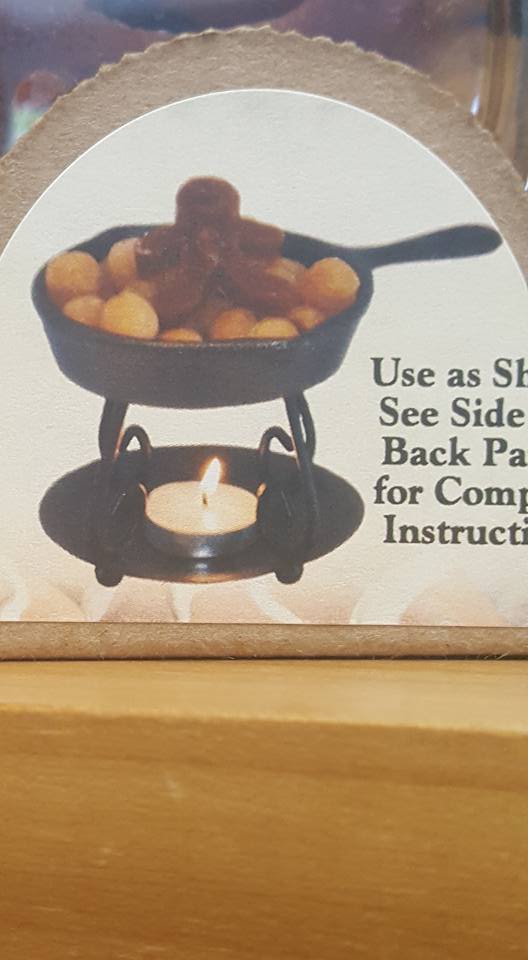 Use as Sh
See Side
Back Pa
for Comp
Instructi